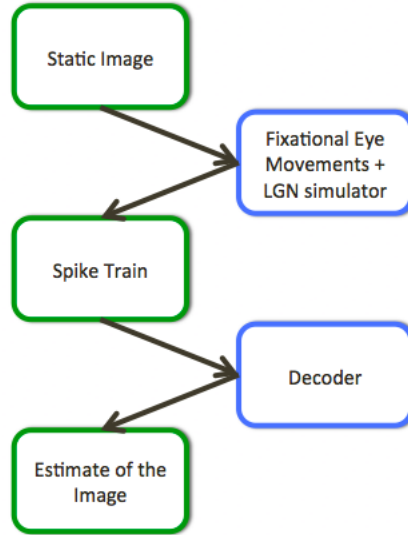 Static Image
Fixational Eye
Movements +
LGN simulator
Spike Train
Decoder
Estimate of the
Image